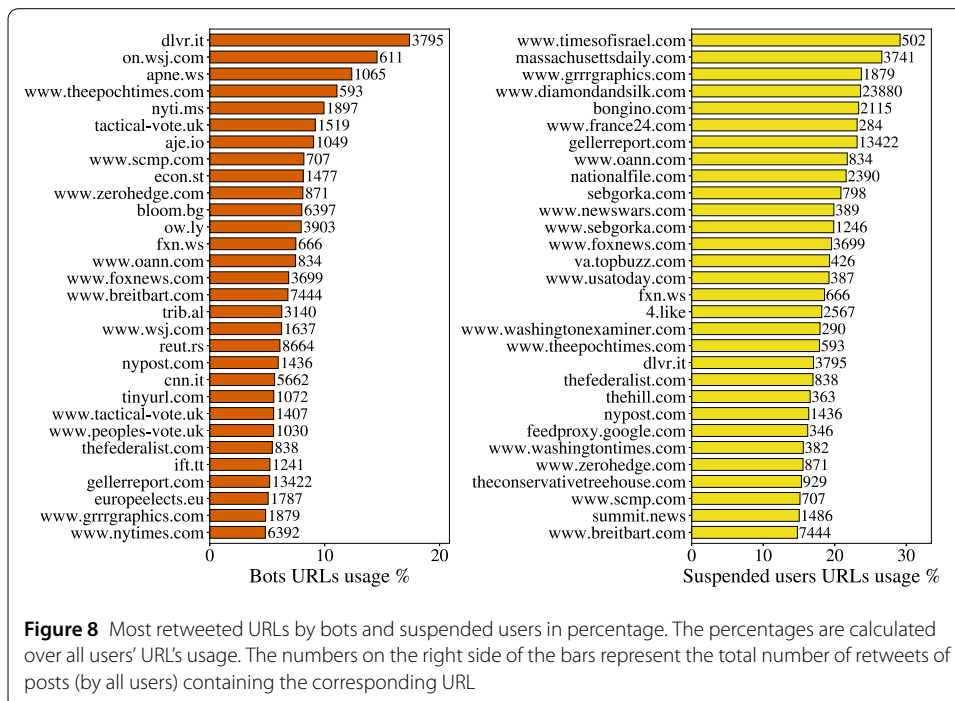 dlvr.it 3795
on.wsj.com 611
apne.ws 1065
www.theepochtimes.com 593
nyti.ms 1897
tactical-vote.uk 1519
aje.io 1049
www.scmp.com 707
econ.st 1477
www.zerohedge.com 871
bloom.bg 6397
ow.ly 3903
fxn.ws 666
www.oann.com 834
www.foxnews.com 3699
www.breitbart.com 7444
trib.al 3140
www.wsj.com 1637
reut.rs 8664
nypost.com 1436
cnn.it 5662
tinyurl.com 1072
www.tactical-vote.uk 1407
www.peoples-vote.uk 1030
thefederalist.com 838
ift.tt 1241
gellerreport.com 13422
europeelects.eu 1787
www.grrrgraphics.com 1879
www.nytimes.com 6392
0 10 20
Bots URLs usage %
www.timesofisrael.com 502
massachusettsdaily.com 3741
www.grrrgraphics.com 1879
www.diamondandsilk.com 23880
bongino.com 2115
www.france24.com 284
gellerreport.com 13422
www.oann.com 834
nationalfile.com 2390
sebgorka.com 798
www.newswars.com 389
www.sebgorka.com 1246
www.foxnews.com 3699
va.topbuzz.com 426
www.usatoday.com 387
fxn.ws 666
4.like 2567
www.washingtonexaminer.com 290
www.theepochtimes.com 593
dlvr.it 3795
thefederalist.com 838
thehill.com 363
nypost.com 1436
feedproxy.google.com 346
www.washingtontimes.com 382
www.zerohedge.com 871
theconservativetreehouse.com 929
www.scmp.com 707
summit.news 1486
www.breitbart.com 7444
0 10 20 30
Suspended users URLs usage %
Figure 8 Most retweeted URLs by bots and suspended users in percentage. The percentages are calculated
over all users' URL's usage. The numbers on the right side of the bars represent the total number of retweets of
posts (by all users) containing the corresponding URL